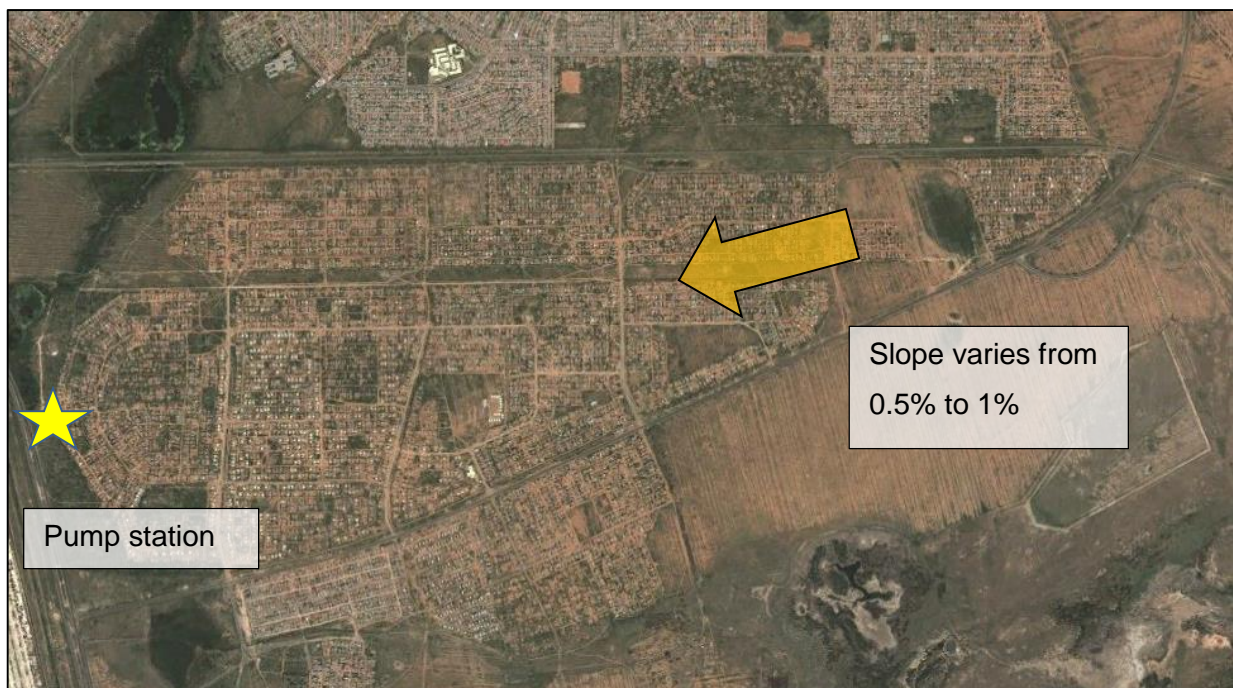 Slope varies from
0.5% to 1%
Pump station